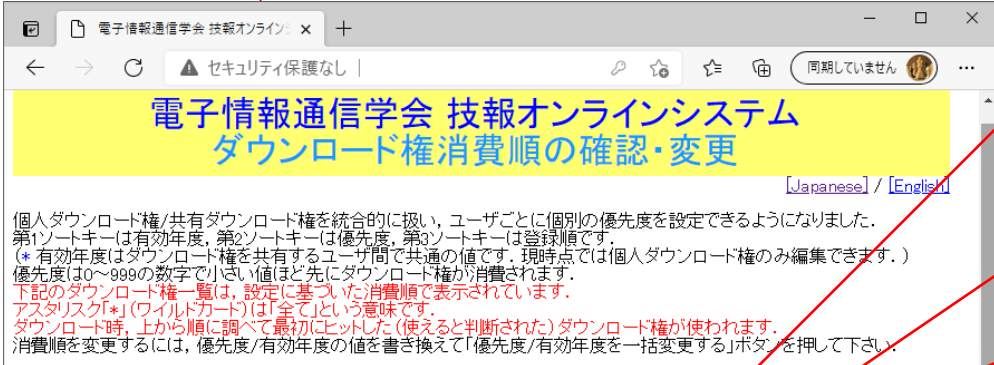 電子情報通信学会 技報オンライン
セキュリティ保護なし
同期していません
電子情報通信学会 技報オンラインシステム
ダウンロード権消費順の確認・変更
[Japanese] / [English]
個人ダウンロード権/共有ダウンロード権を統合的に扱い, ユーザごとに個別の優先度を設定できるようになりました.
第1ソートキーは有効年度, 第2ソートキーは優先度, 第3ソートキーは登録順です.
(* 有効年度はダウンロード権を共有するユーザ間で共通の値です. 現時点では個人ダウンロード権のみ編集できます. )
優先度は0～999の数字で小さい値ほど先にダウンロード権が消費されます.
下記のダウンロード権一覧は, 設定に基づいた消費順で表示されています.
アスタリスク「*」(ワイルドカード)は「全て」という意味です.
ダウンロード時, 上から順に調べて最初にヒットした(使えると判断された)ダウンロード権が使われます.
消費順を変更するには, 優先度/有効年度の値を書き換えて「優先度/有効年度を一括変更する」ボタンを押して下さい.